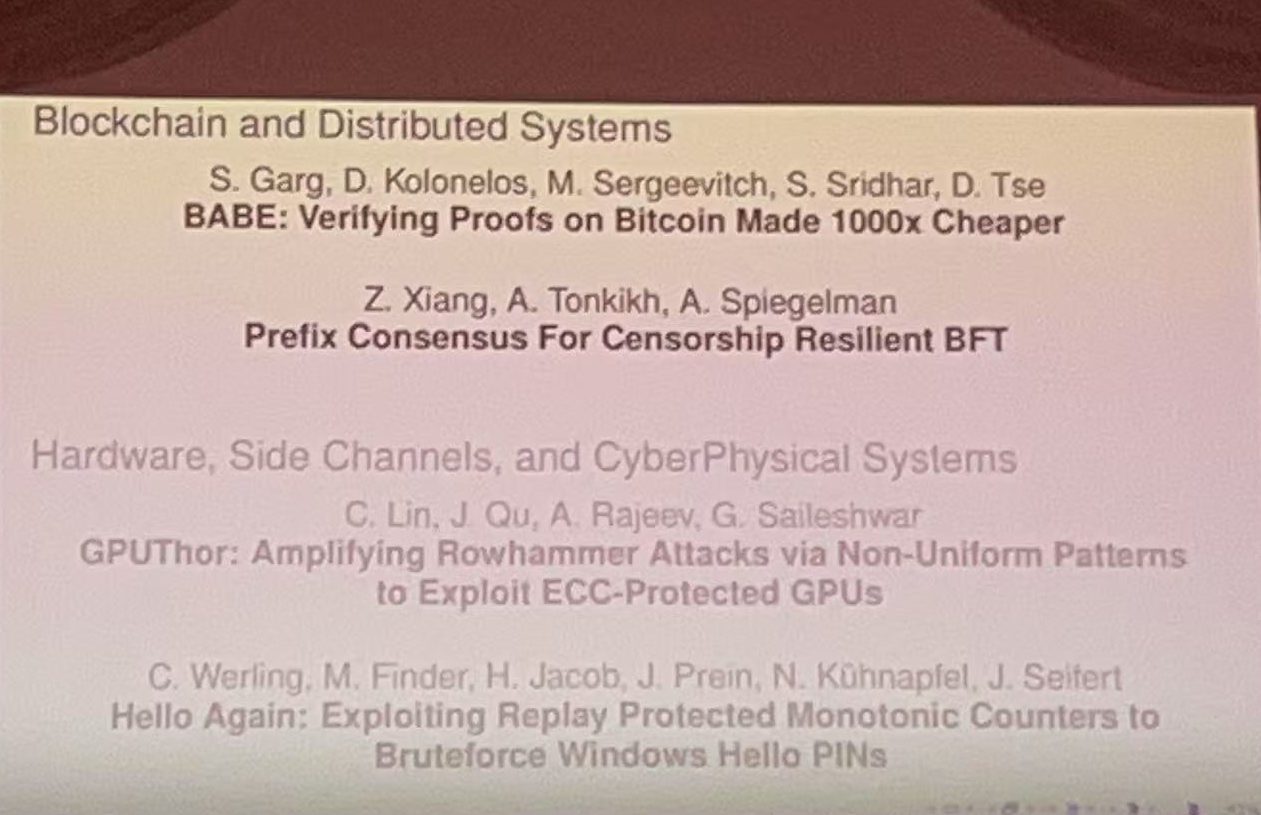 Blockchain and Distributed Systems
S. Garg, D. Kolonelos, M. Sergeevitch, S. Sridhar, D. Tse
BABE: Verifying Proofs on Bitcoin Made 1000x Cheaper
Z. Xiang, A. Tonkikh, A. Spiegelman
Prefix Consensus For Censorship Resilient BFT
Hardware, Side Channels, and CyberPhysical Systems
C. Lin, J. Qu, A. Rajeev, G. Saileshwar
GPUThor: Amplifying Rowhammer Attacks via Non-Uniform Patterns
to Exploit ECC-Protected GPUs
C. Werling, M. Finder, H. Jacob, J. Prein, N. Kühnapfel, J. Seifert
Hello Again: Exploiting Replay Protected Monotonic Counters to
Bruteforce Windows Hello PINs